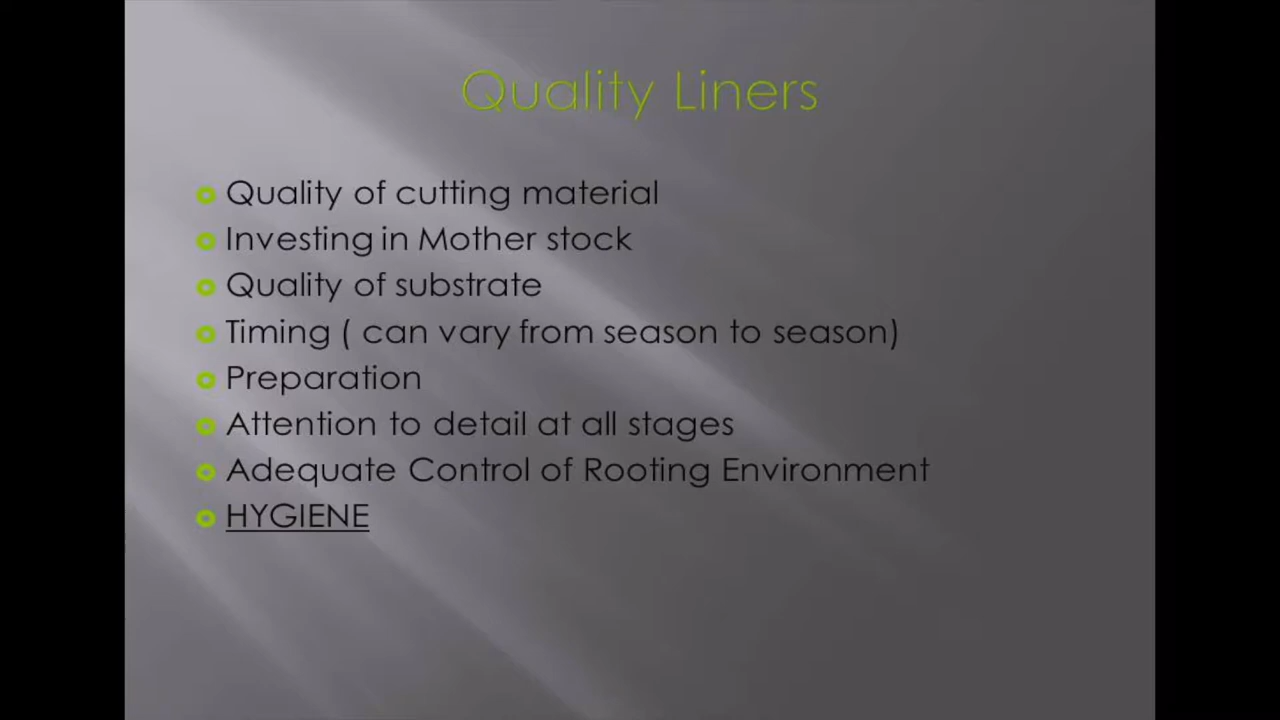 Quality Liners
Quality of cutting material
Investing in Mother stock
Quality of substrate
Timing ( can vary from season to season)
Preparation
Attention to detail at all stages
Adequate Control of Rooting Environment
HYGIENE